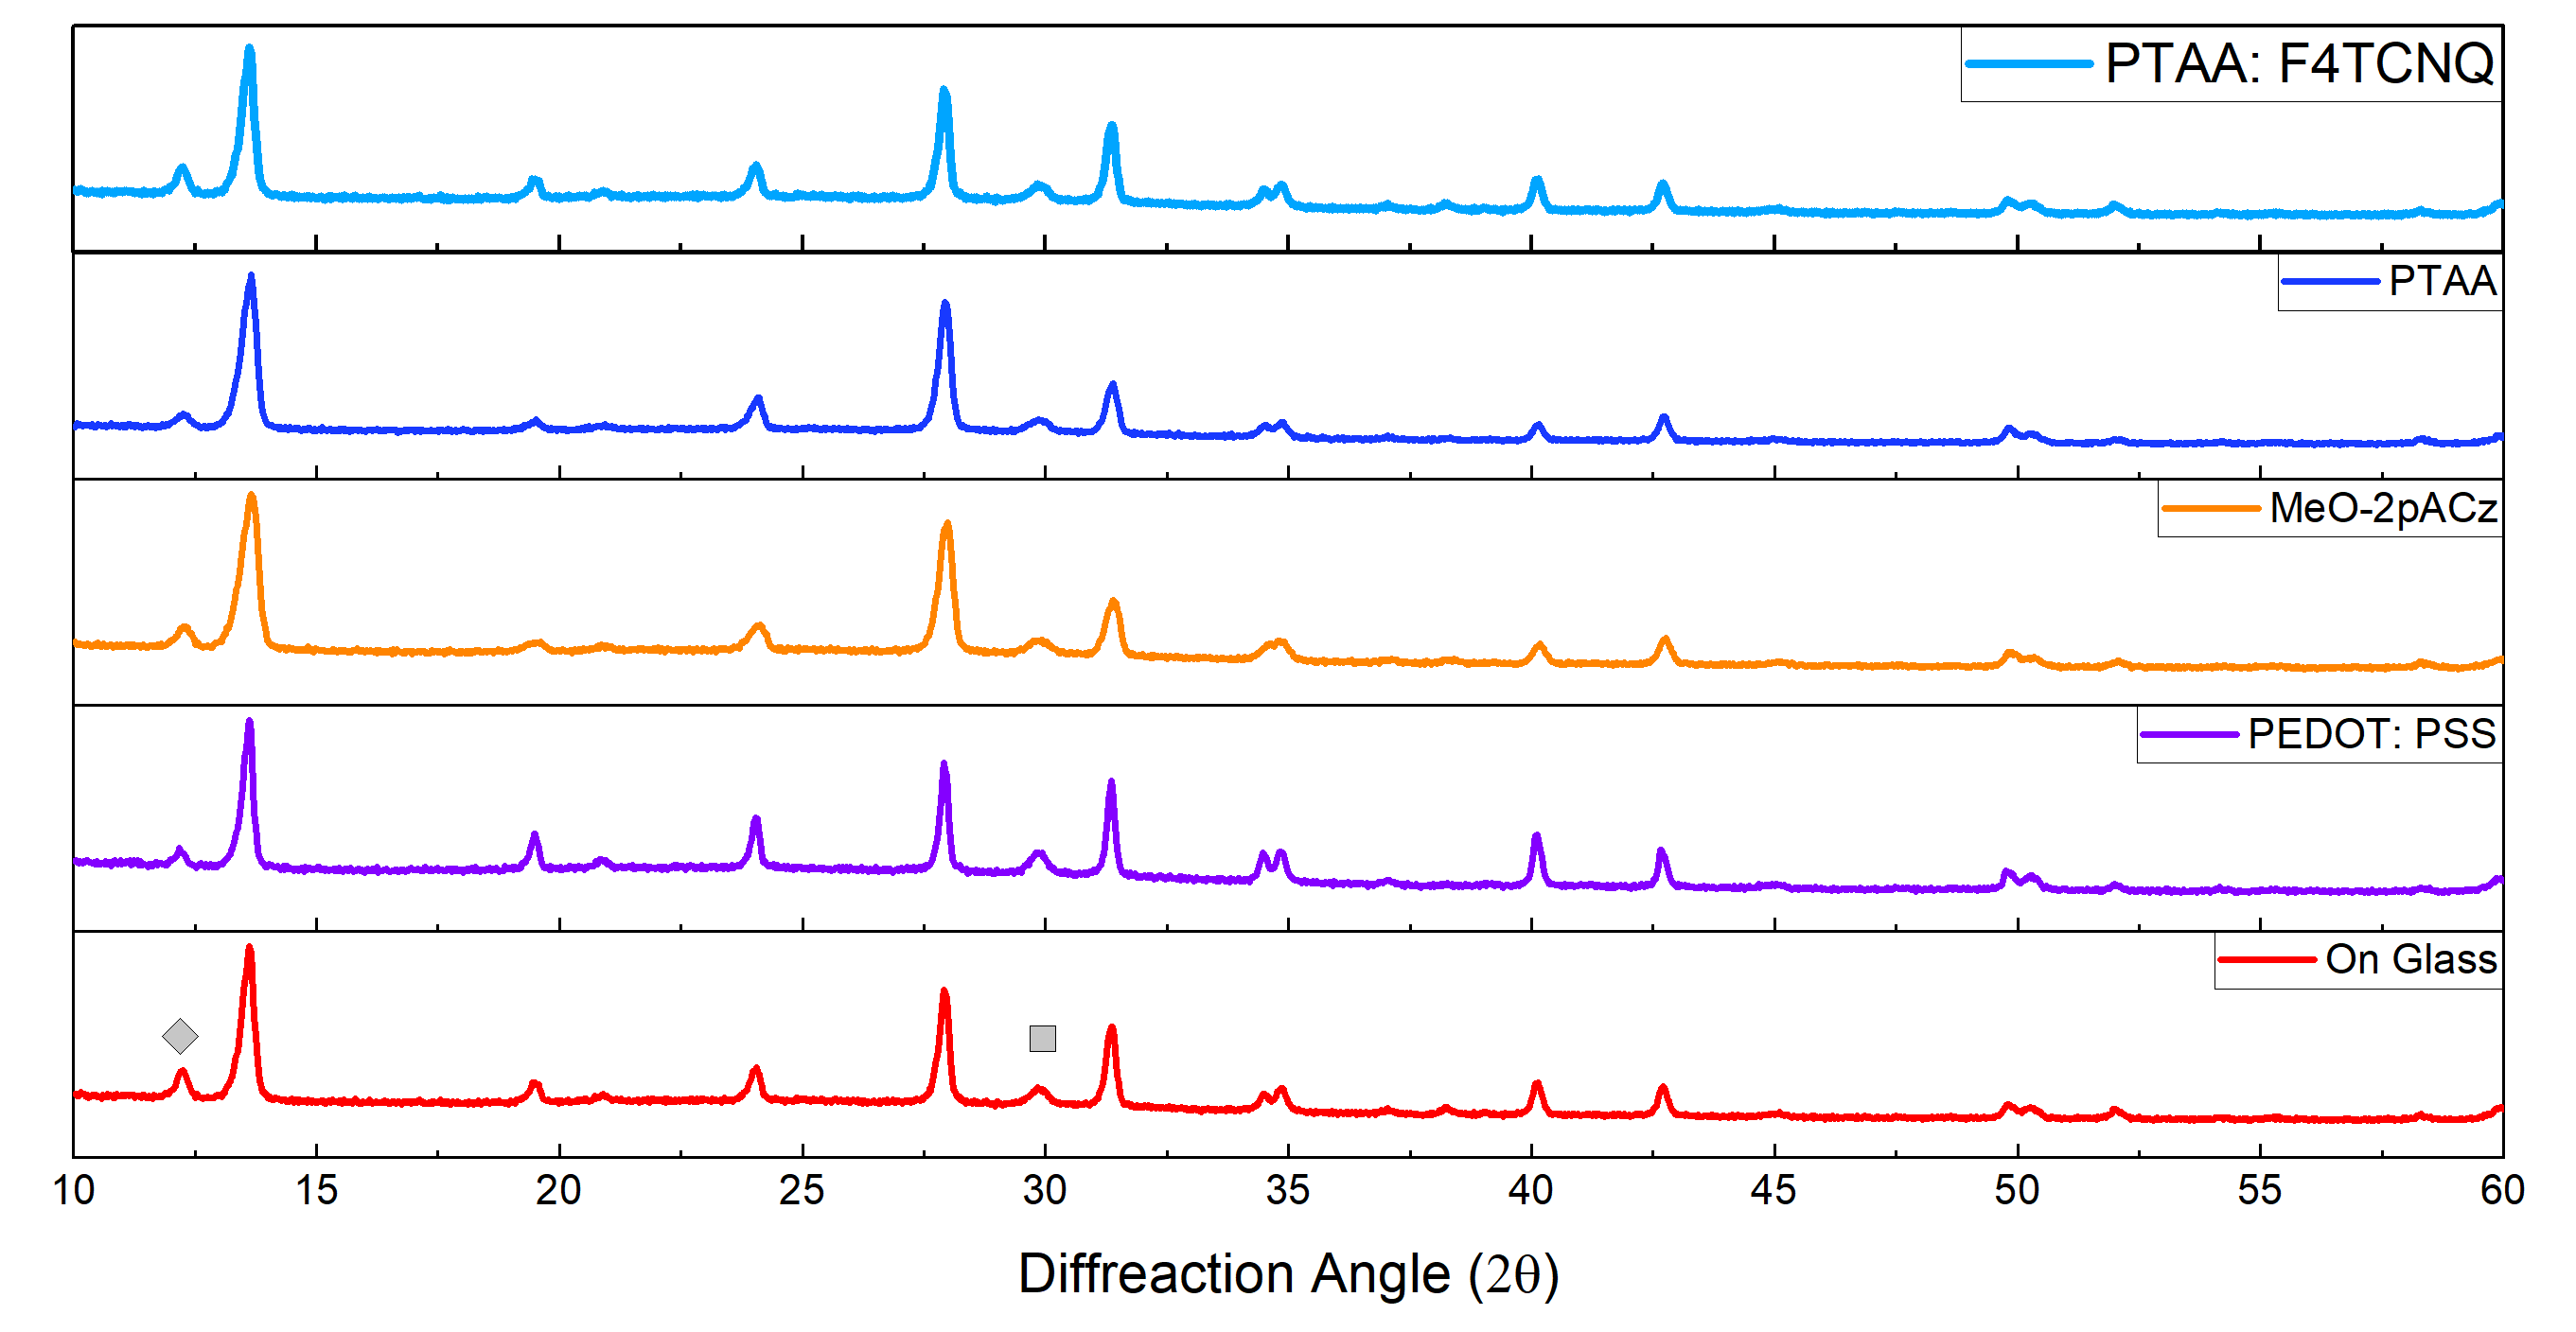 PTAA: F4TCNQ
PTAA
MeO-2pACz
PEDOT: PSS
On Glass
10 15 20 25 30 35 40 45 50 55 60
Diffreaction Angle (2θ)